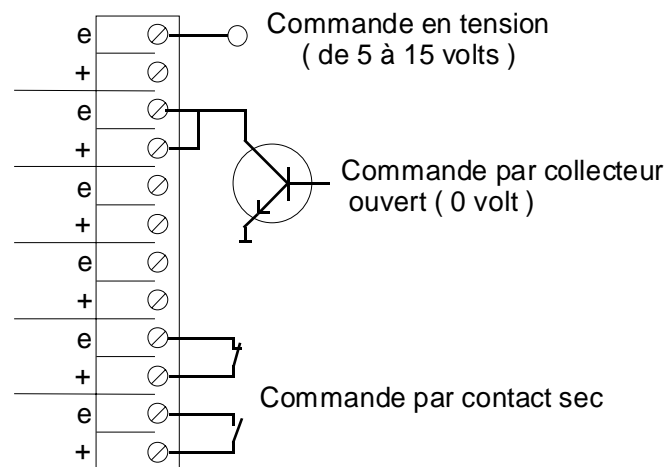 e
Commande en tension
( de 5 à 15 volts )
+
e
+
Commande par collecteur
ouvert ( 0 volt )
e
+
e
+
e
+
Commande par contact sec
e
+